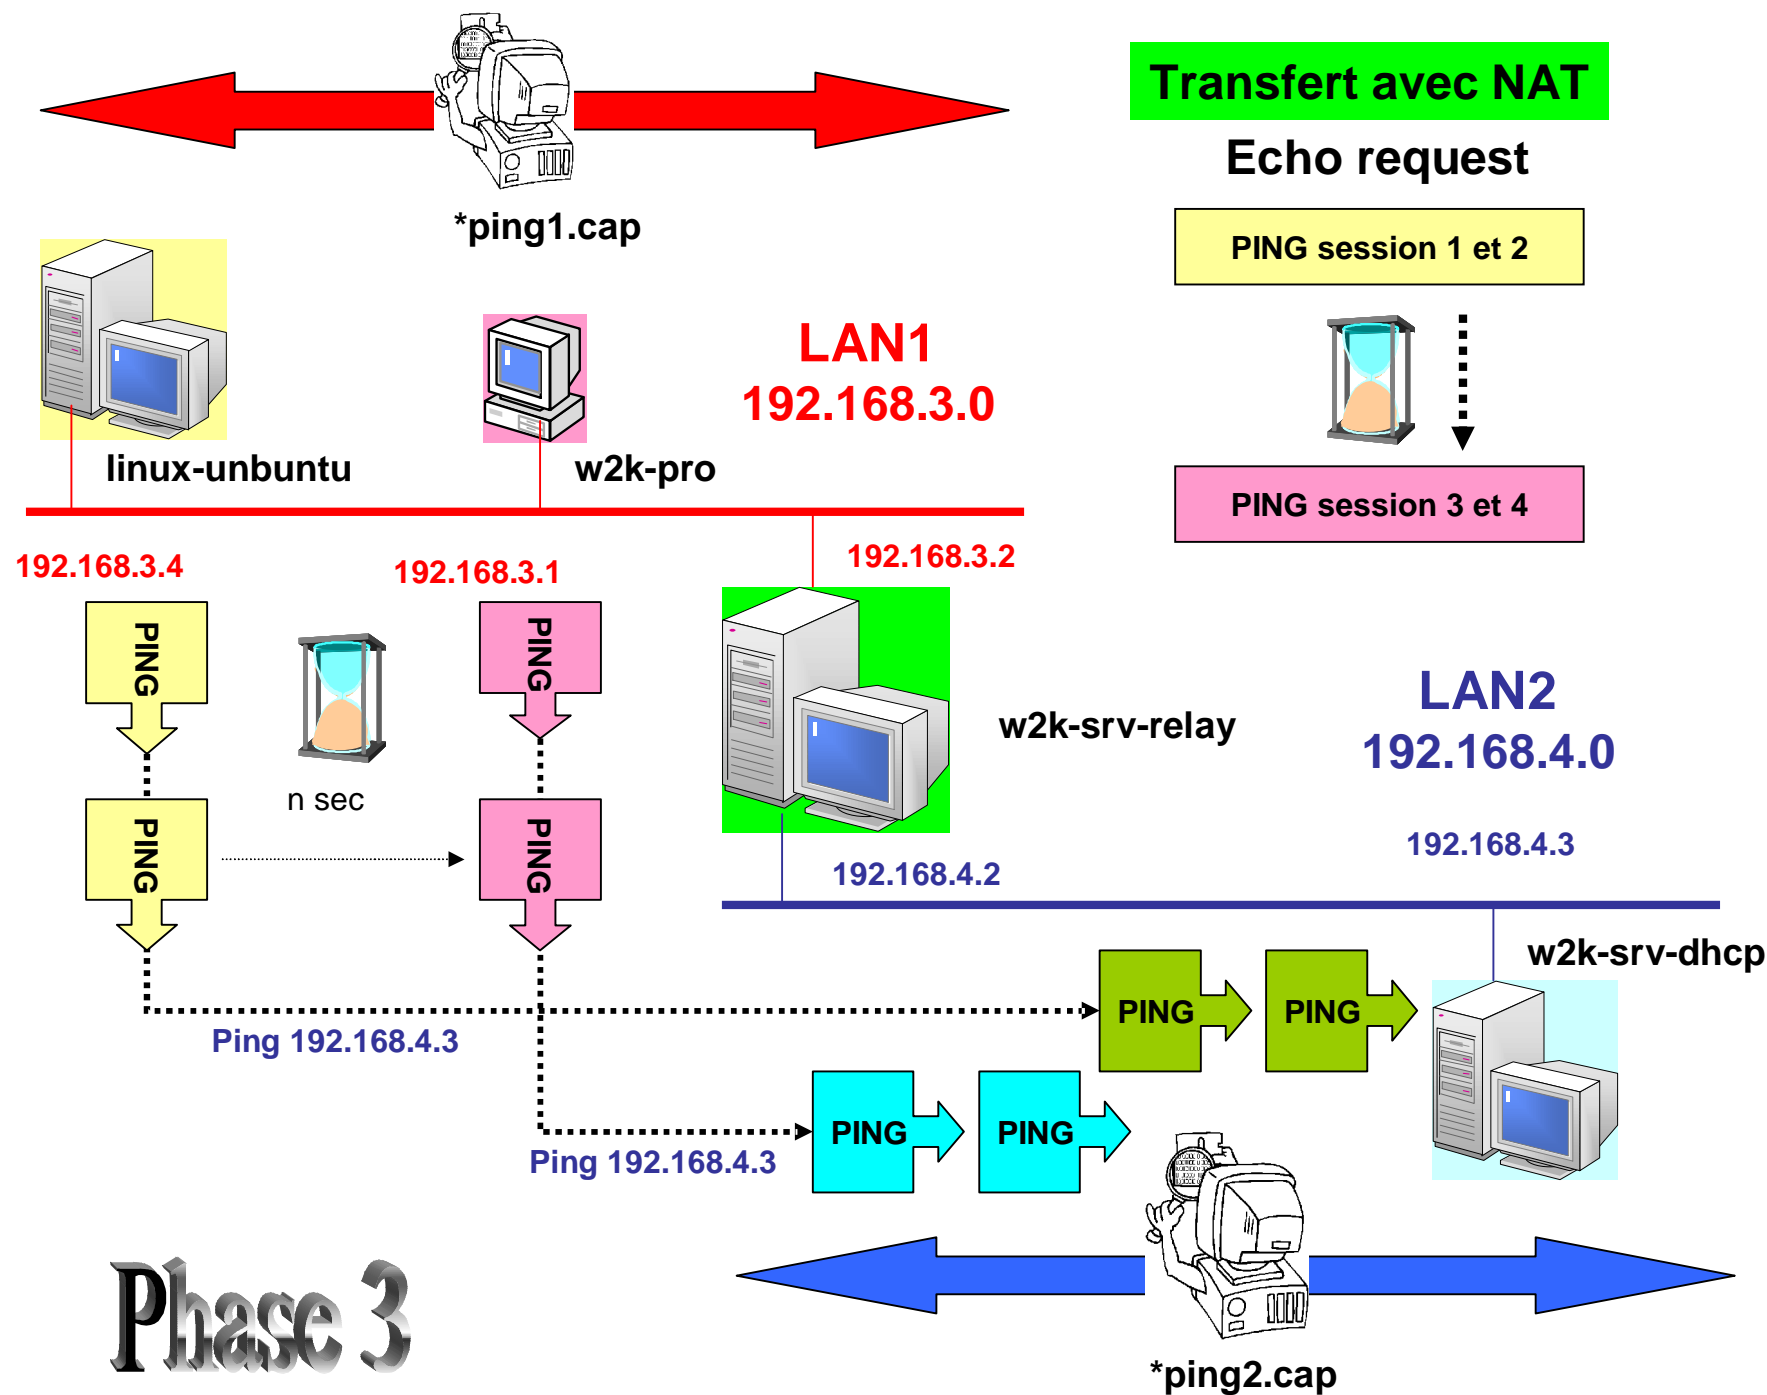 Transfert avec NAT
Echo request
*ping1.cap
PING session 1 et 2
LAN1
192.168.3.0
linux-unbuntu
w2k-pro
PING session 3 et 4
192.168.3.4
192.168.3.1
192.168.3.2
PING
PING
LAN2
192.168.4.0
w2k-srv-relay
n sec
PING
PING
192.168.4.2
192.168.4.3
w2k-srv-dhcp
PING
PING
Ping 192.168.4.3
PING
PING
Ping 192.168.4.3
Phase 3
*ping2.cap